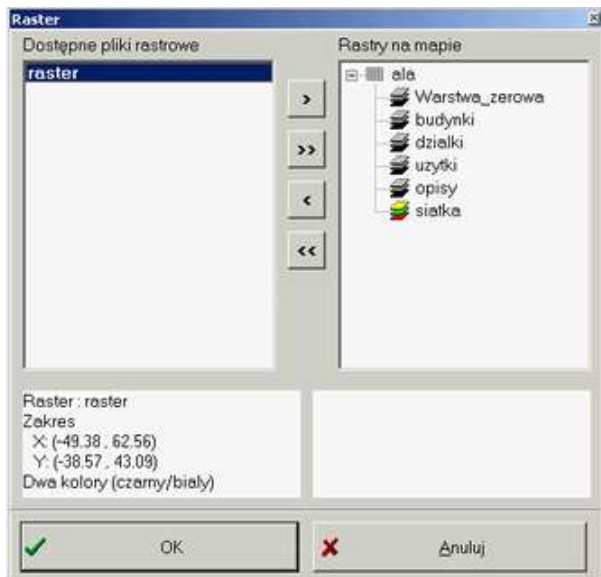 Raster
Dostępne pliki rastrowe
Rastry na mapie
raster
ala
Warstwa_zerowa
budynki
dzialki
uzytki
opisy
siatka
>
>>
<
<<
Raster : raster
Zakres
X: (-49.38 , 62.56)
Y: (-38.57 , 43.09)
Dwa kolory (czarny/bialy)
OK
Anuluj